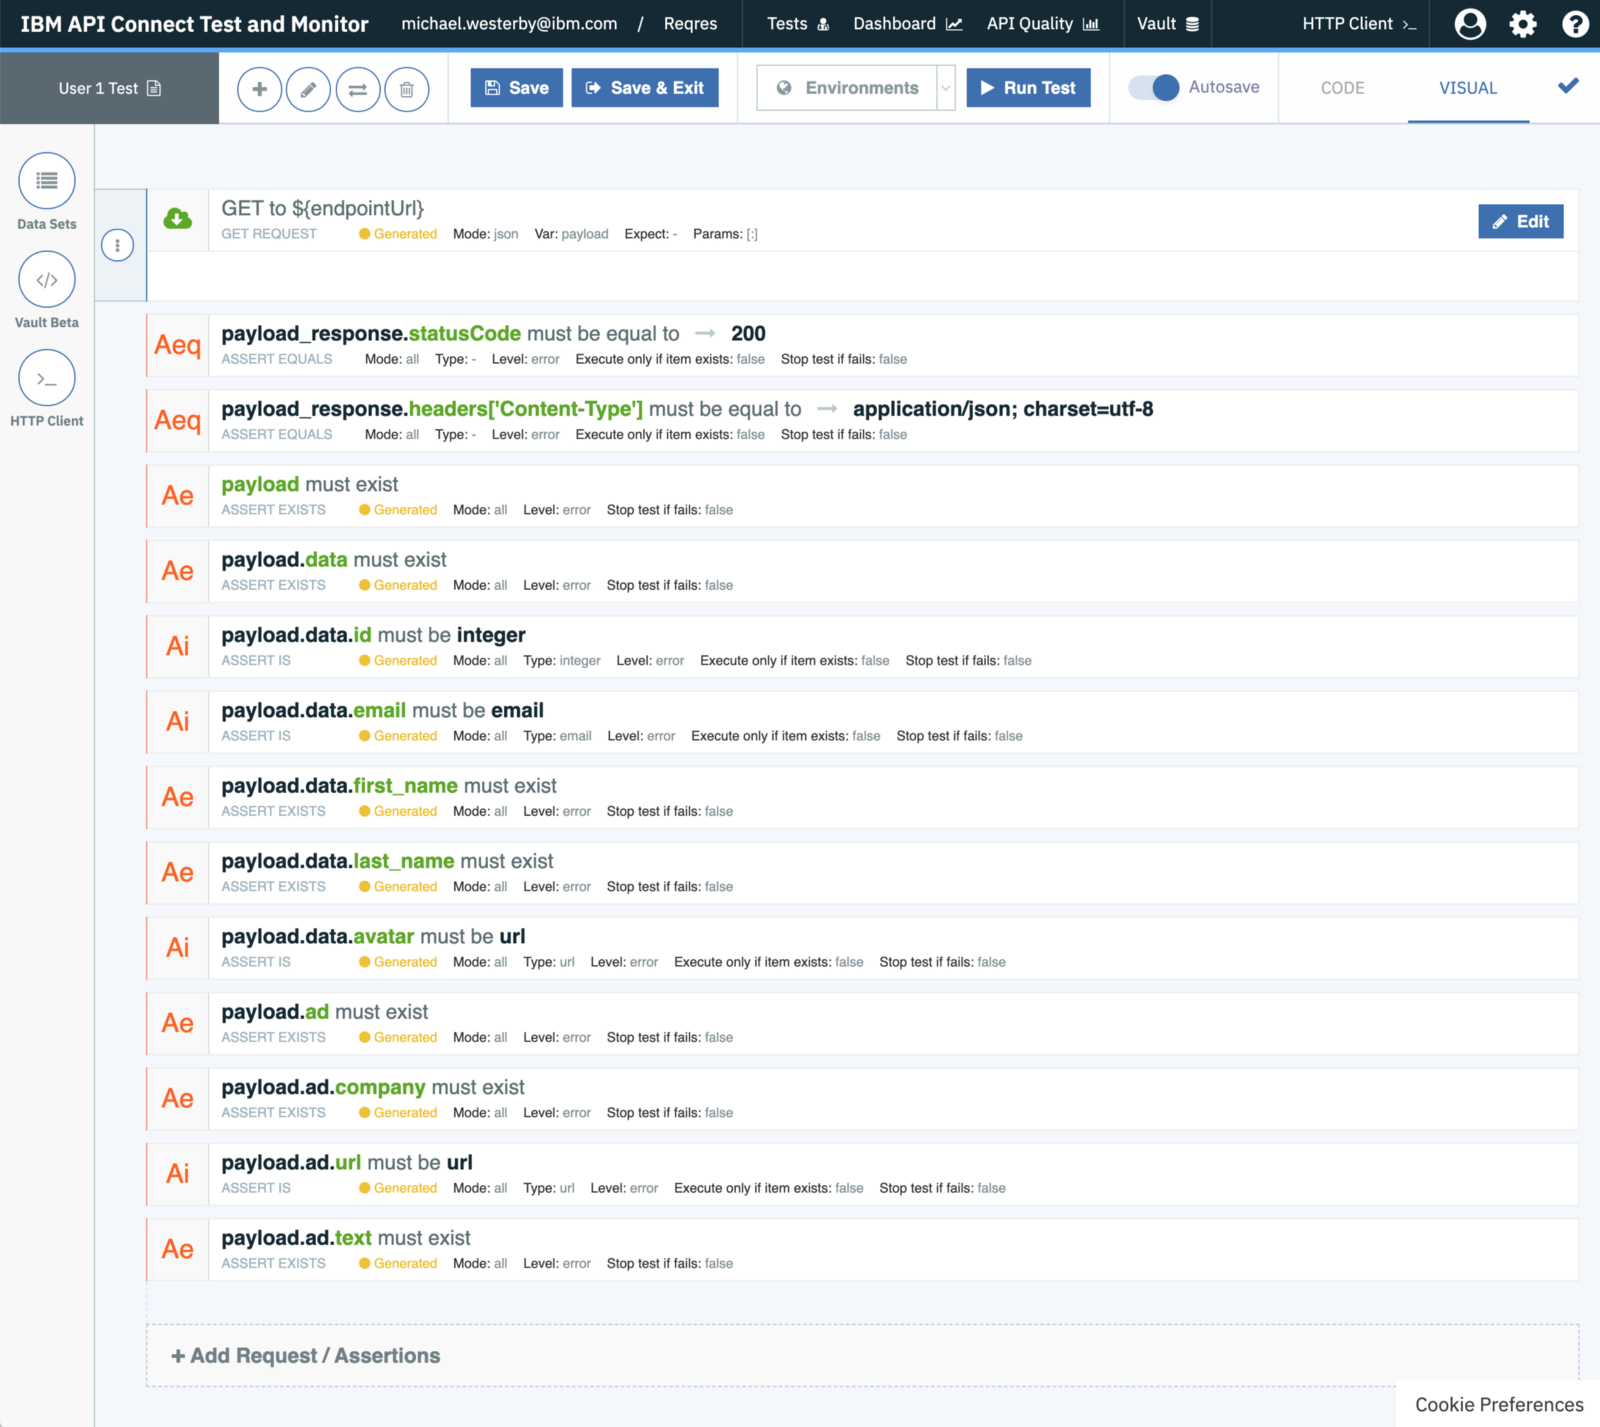 IBM API Connect Test and Monitor michael.westerby@ibm.com / Reqres Tests Dashboard API Quality Vault HTTP Client
User 1 Test Save Save & Exit Environments Run Test Autosave CODE VISUAL
Data Sets
Vault Beta
HTTP Client
GET to ${endpointUrl}
GET REQUEST Generated Mode: json Var: payload Expect: - Params: [:]
Edit
Aeq
payload_response.statusCode must be equal to → 200
ASSERT EQUALS Mode: all Type: - Level: error Execute only if item exists: false Stop test if fails: false
Aeq
payload_response.headers['Content-Type'] must be equal to → application/json; charset=utf-8
ASSERT EQUALS Mode: all Type: - Level: error Execute only if item exists: false Stop test if fails: false
Ae
payload must exist
ASSERT EXISTS Generated Mode: all Level: error Stop test if fails: false
Ae
payload.data must exist
ASSERT EXISTS Generated Mode: all Level: error Stop test if fails: false
Ai
payload.data.id must be integer
ASSERT IS Generated Mode: all Type: integer Level: error Execute only if item exists: false Stop test if fails: false
Ai
payload.data.email must be email
ASSERT IS Generated Mode: all Type: email Level: error Execute only if item exists: false Stop test if fails: false
Ae
payload.data.first_name must exist
ASSERT EXISTS Generated Mode: all Level: error Stop test if fails: false
Ae
payload.data.last_name must exist
ASSERT EXISTS Generated Mode: all Level: error Stop test if fails: false
Ai
payload.data.avatar must be url
ASSERT IS Generated Mode: all Type: url Level: error Execute only if item exists: false Stop test if fails: false
Ae
payload.ad must exist
ASSERT EXISTS Generated Mode: all Level: error Stop test if fails: false
Ae
payload.ad.company must exist
ASSERT EXISTS Generated Mode: all Level: error Stop test if fails: false
Ai
payload.ad.url must be url
ASSERT IS Generated Mode: all Type: url Level: error Execute only if item exists: false Stop test if fails: false
Ae
payload.ad.text must exist
ASSERT EXISTS Generated Mode: all Level: error Stop test if fails: false
+ Add Request / Assertions
Cookie Preferences